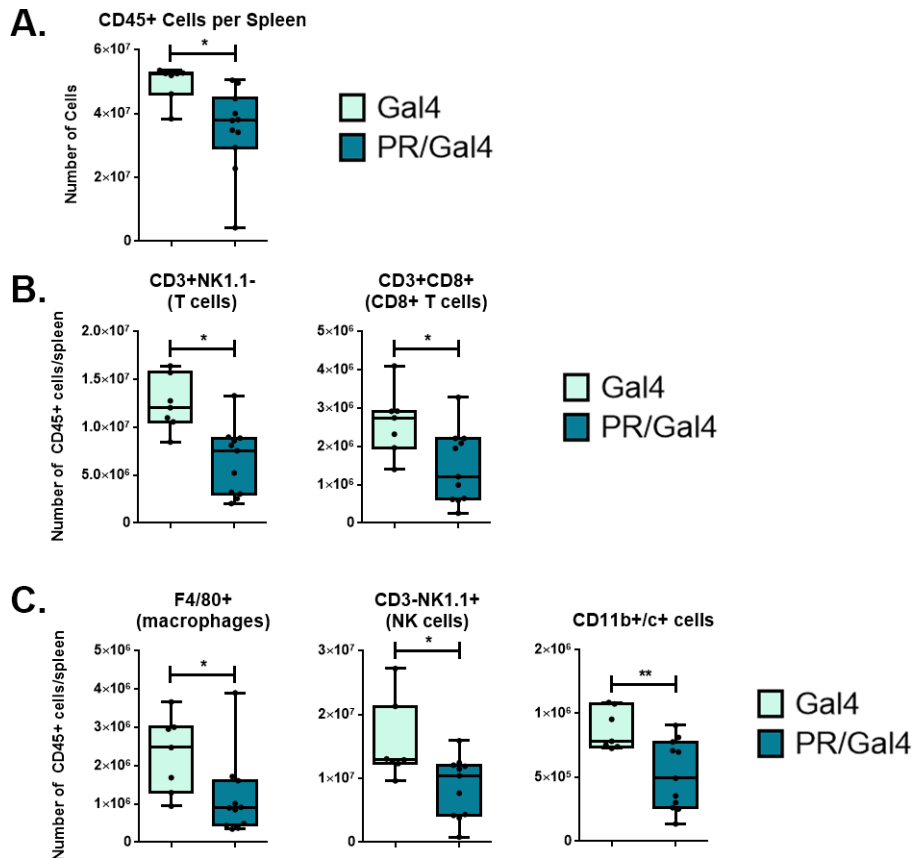 A.
CD45+ Cells per Spleen
Number of Cells
6×10⁷
4×10⁷
2×10⁷
0
*
Gal4
PR/Gal4
B.
CD3+NK1.1-
(T cells)
Number of CD45+ cells/spleen
2.0×10⁷
1.5×10⁷
1.0×10⁷
5.0×10⁶
0
*
CD3+CD8+
(CD8+ T cells)
5×10⁶
4×10⁶
3×10⁶
2×10⁶
1×10⁶
0
*
Gal4
PR/Gal4
C.
F4/80+
(macrophages)
Number of CD45+ cells/spleen
5×10⁶
4×10⁶
3×10⁶
2×10⁶
1×10⁶
0
*
CD3-NK1.1+
(NK cells)
3×10⁷
2×10⁷
1×10⁷
0
*
CD11b+/c+ cells
2×10⁶
1×10⁶
5×10⁵
0
**
Gal4
PR/Gal4